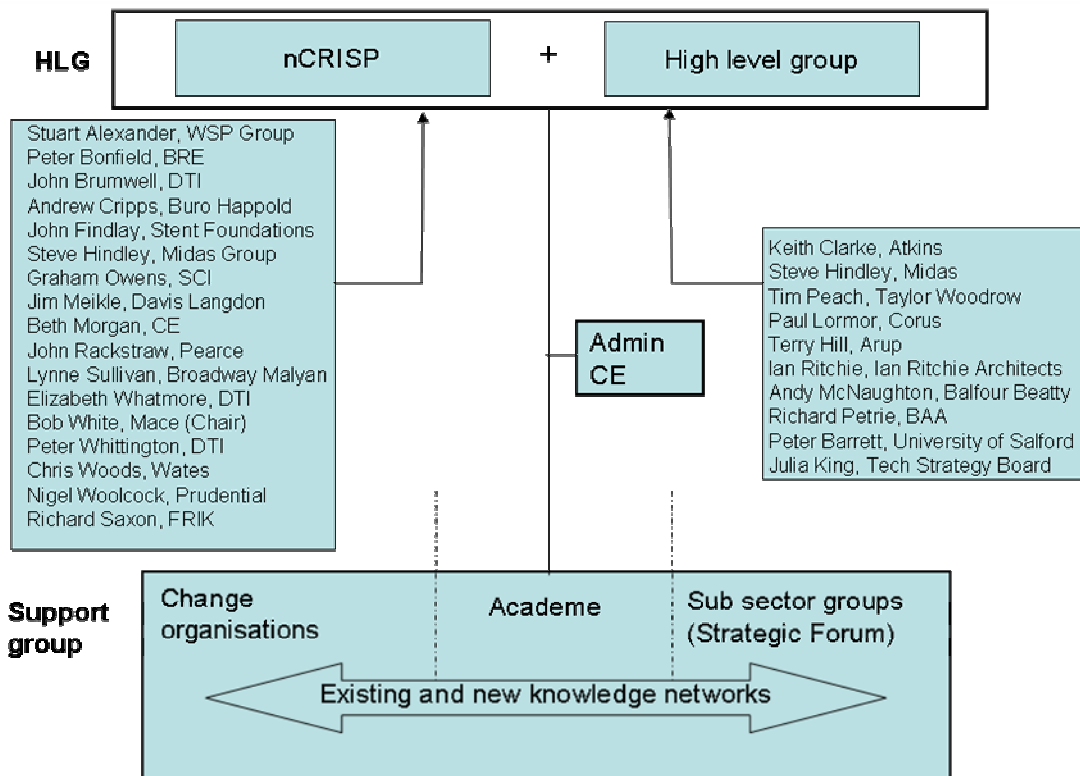 HLG
nCRISP
+
High level group
Stuart Alexander, WSP Group
Peter Bonfield, BRE
John Brumwell, DTI
Andrew Cripps, Buro Happold
John Findlay, Stent Foundations
Steve Hindley, Midas Group
Graham Owens, SCI
Jim Meikle, Davis Langdon
Beth Morgan, CE
John Rackstraw, Pearce
Lynne Sullivan, Broadway Malyan
Elizabeth Whatmore, DTI
Bob White, Mace (Chair)
Peter Whittington, DTI
Chris Woods, Wates
Nigel Woolcock, Prudential
Richard Saxon, FRIK
Keith Clarke, Atkins
Steve Hindley, Midas
Tim Peach, Taylor Woodrow
Paul Lormor, Corus
Terry Hill, Arup
Ian Ritchie, Ian Ritchie Architects
Andy McNaughton, Balfour Beatty
Richard Petrie, BAA
Peter Barrett, University of Salford
Julia King, Tech Strategy Board
Admin
CE
Support
group
Change
organisations
Academe
Sub sector groups
(Strategic Forum)
Existing and new knowledge networks